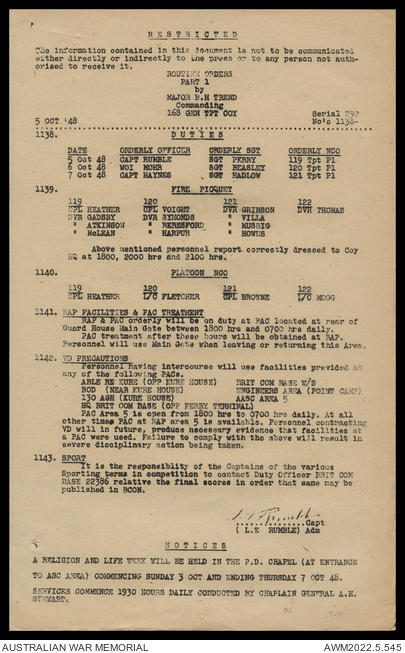 RESTRICTED
The information contained in this document is not to be communicated
either directly or indirectly to the press or to any person not auth-
orised to receive it.
ROUTINE ORDERS
PART 1
by
MAJOR B.H TREND
Commanding
168 GEN TPT COY
Serial 230
5 OCT '48 No's 1138-
1138. DUTIES
DATE ORDERLY OFFICER ORDERLY SGT ORDERLY NCO
5 Oct 48 CAPT RUMBLE SGT PERRY 119 Tpt Pl
6 Oct 48 WOI MOHR SGT BEASLEY 120 Tpt Pl
7 Oct 48 CAPT HAYNES SGT HADLOW 121 Tpt Pl
1139. FIRE PICQUET
119 120 121 122
CPL HEATHER CPL VOIGHT DVR GRIMSON DVR THOMAS
DVR GADSBY DVR SYMONDS " VILLA
" ATKINSON " BERESFORD " MUSSIG
" McLEAN " HARPUR " HOWES
Above mentioned personnel report correctly dressed to Coy
HQ at 1800, 2000 hrs and 2100 hrs.
1140. PLATOON NCO
119 120 121 122
CPL HEATHER L/C FLETCHER CPL BROWNE L/C MOGG
1141. RAP FACILITIES & PAC TREATMENT
RAP & PAC orderly will be on duty at PAC located at rear of
Guard House Main Gate between 1800 hrs and 0700 hrs daily.
PAC treatment after these hours will be obtained at RAP.
Personnel will use Main Gate when leaving or returning this Area.
1142. VD PRECAUTIONS
Personnel having intercourse will use facilities provided at
any of the following PACs.
ABLE RE KURE (OPP KURE HOUSE) BRIT COM BASE W/S
BOD (NEAR KURE HOUSE) ENGINEERS AREA (POINT CAMP)
130 AGH (KURE HOUSE) AASC AREA 5
HQ BRIT COM BASE (OPP FERRY TERMINAL)
PAC Area 5 is open from 1800 hrs to 0700 hrs daily. At all
other times PAC at RAP area 5 is available. Personnel contracting
VD will in future, produce necessary evidence that facilities at
a PAC were used. Failure to comply with the above will result in
severe disciplinary action being taken.
1143. SPORT
It is the responsiblity of the Captains of the various
Sporting teams in competition to contact Duty Officer BRIT COM
BASE 22386 relative the final scores in order that same may be
published in BCON.
...............Capt
( L.E RUMBLE) Adm
NOTICES
A RELIGION AND LIFE WEEK WILL BE HELD IN THE P.D. CHAPEL (AT ENTRANCE
TO ASC AREA) COMMENCING SUNDAY 3 OCT AND ENDING THURSDAY 7 OCT 48.
SERVICES COMMENCE 1930 HOURS DAILY CONDUCTED BY CHAPLAIN GENERAL A.H.
STEWART.
AUSTRALIAN WAR MEMORIAL AWM2022.5.545